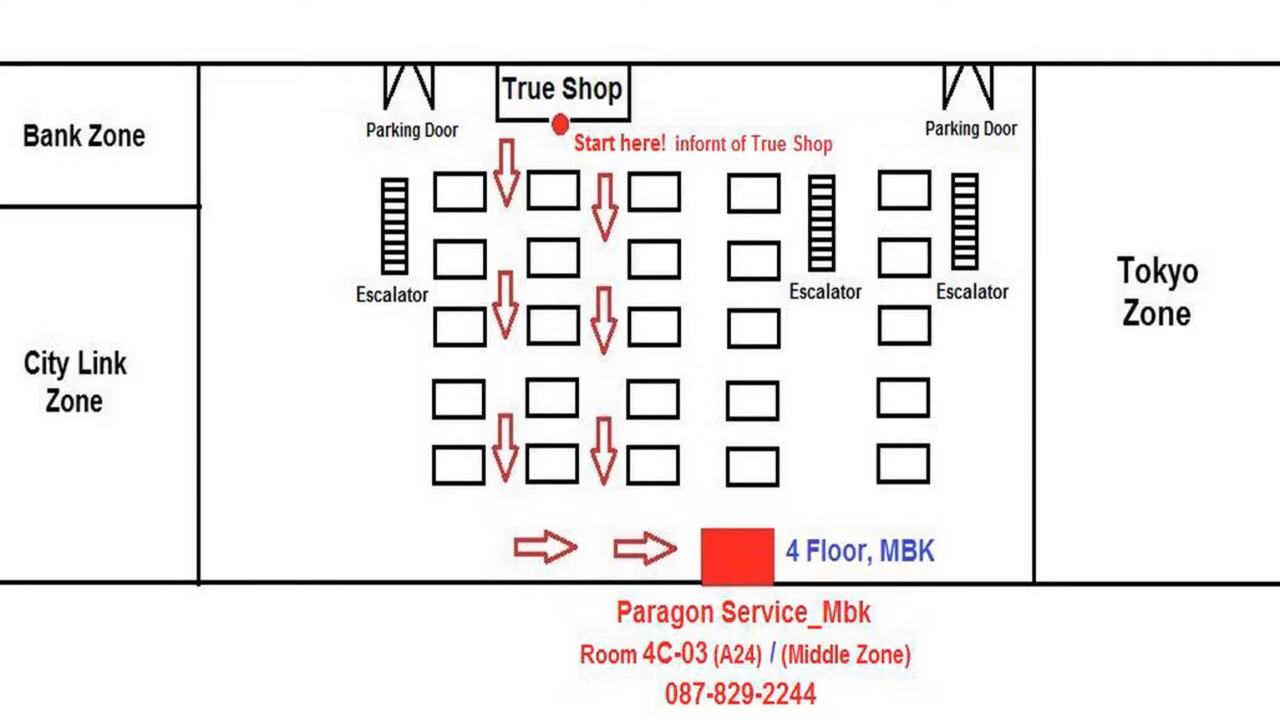 True Shop
Bank Zone
Parking Door
Parking Door
Start here! infornt of True Shop
Escalator
Escalator
Escalator
Tokyo
Zone
City Link
Zone
4 Floor, MBK
Paragon Service_Mbk
Room 4C-03 (A24) / (Middle Zone)
087-829-2244